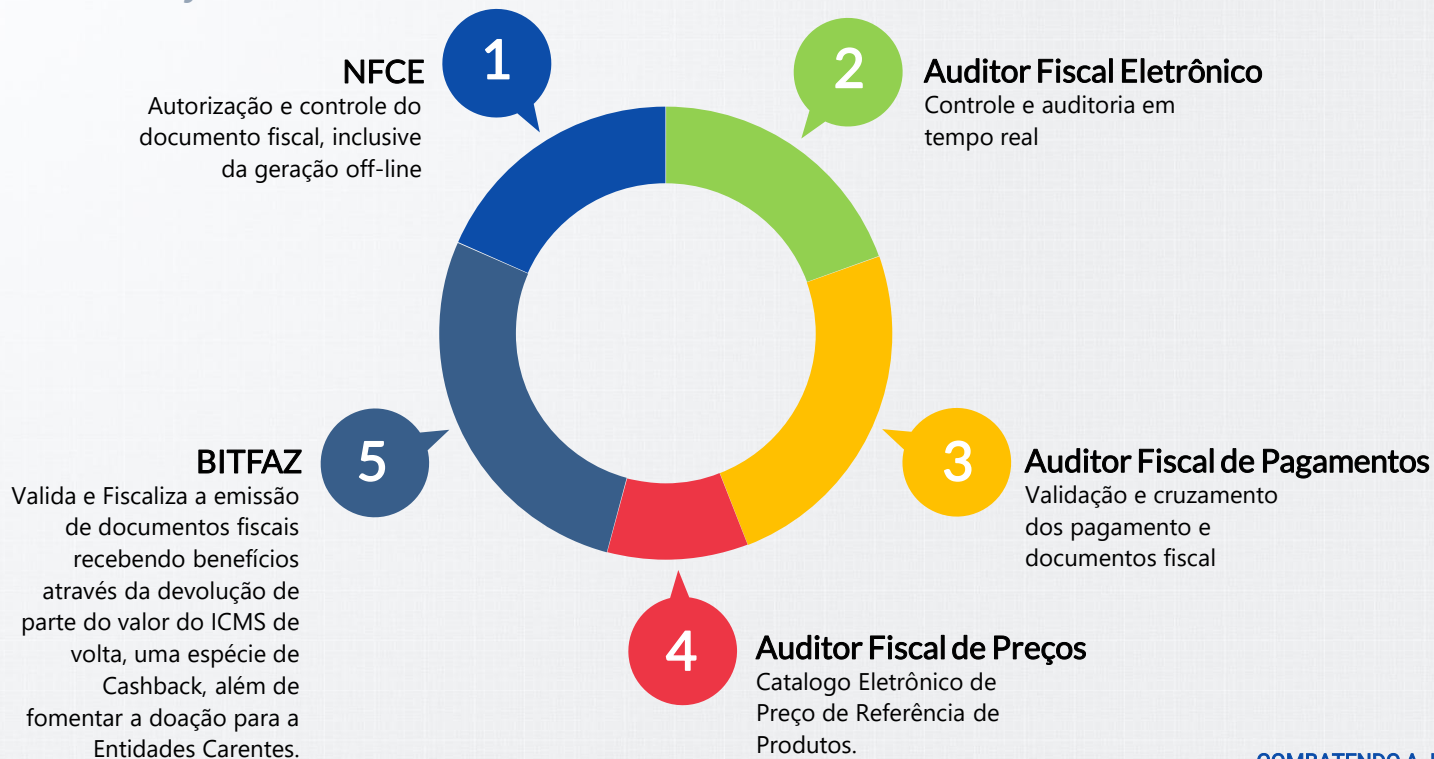 1
NFCE
Autorização e controle do
documento fiscal, inclusive
da geração off-line
2
Auditor Fiscal Eletrônico
Controle e auditoria em
tempo real
3
Auditor Fiscal de Pagamentos
Validação e cruzamento
dos pagamento e
documentos fiscal
4
Auditor Fiscal de Preços
Catalogo Eletrônico de
Preço de Referência de
Produtos.
5
BITFAZ
Valida e Fiscaliza a emissão
de documentos fiscais
recebendo benefícios
através da devolução de
parte do valor do ICMS de
volta, uma espécie de
Cashback, além de
fomentar a doação para a
Entidades Carentes.
COMBATENDO A